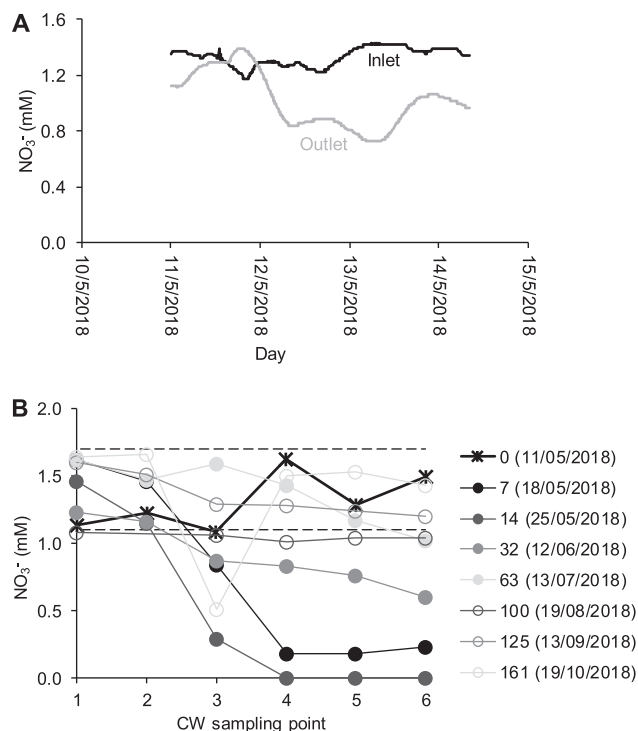 A
NO₃⁻ (mM)
1.6
1.2
0.8
0.4
0.0
Inlet
Outlet
10/5/2018
11/5/2018
12/5/2018
13/5/2018
14/5/2018
15/5/2018
Day
B
NO₃⁻ (mM)
2.0
1.5
1.0
0.5
0.0
1 2 3 4 5 6
CW sampling point
0 (11/05/2018)
7 (18/05/2018)
14 (25/05/2018)
32 (12/06/2018)
63 (13/07/2018)
100 (19/08/2018)
125 (13/09/2018)
161 (19/10/2018)